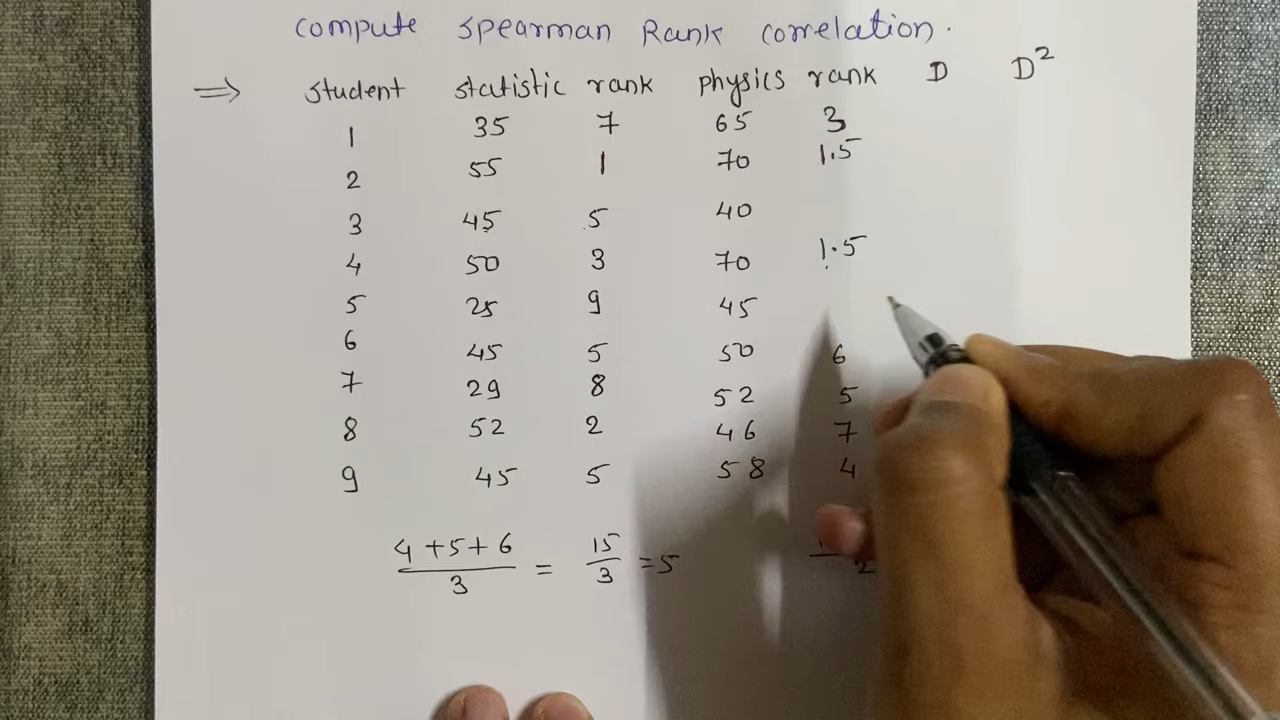 compute spearman Rank correlation.
⇒ student statistic rank physics rank D D²
1 35 7 65 3
2 55 1 70 1.5
3 45 5 40
4 50 3 70 1.5
5 25 9 45
6 45 5 50 6
7 29 8 52 5
8 52 2 46 7
9 45 5 58 4
4+5+6 / 3 = 15/3 = 5 2